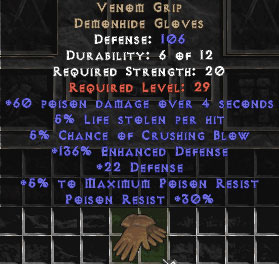 Venom Grip
Demonhide Gloves
Defense: 106
Durability: 6 of 12
Required Strength: 20
Required Level: 29
+60 poison damage over 4 seconds
5% Life stolen per hit
5% Chance of Crushing Blow
+136% Enhanced Defense
+22 Defense
+5% to Maximum Poison Resist
Poison Resist +30%